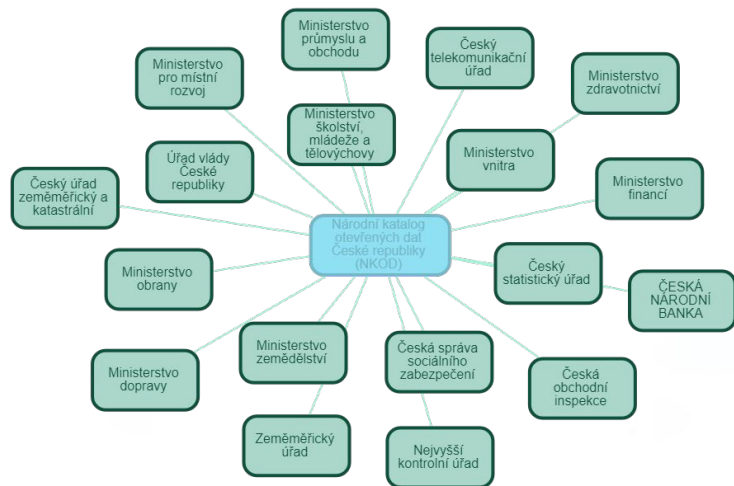 Ministerstvo
průmyslu a
obchodu
Český
telekomunikační
úřad
Ministerstvo
pro místní
rozvoj
Ministerstvo
zdravotnictví
Ministerstvo
školství,
mládeže a
tělovýchovy
Ministerstvo
vnitra
Úřad vlády
České
republiky
Český úřad
zeměměřický a
katastrální
Ministerstvo
financí
Národní katalog
otevřených dat
České republiky
(NKOD)
Ministerstvo
obrany
Český
statistický úřad
ČESKÁ
NÁRODNÍ
BANKA
Ministerstvo
zemědělství
Česká správa
sociálního
zabezpečení
Ministerstvo
dopravy
Česká
obchodní
inspekce
Zeměměřický
úřad
Nejvyšší
kontrolní úřad